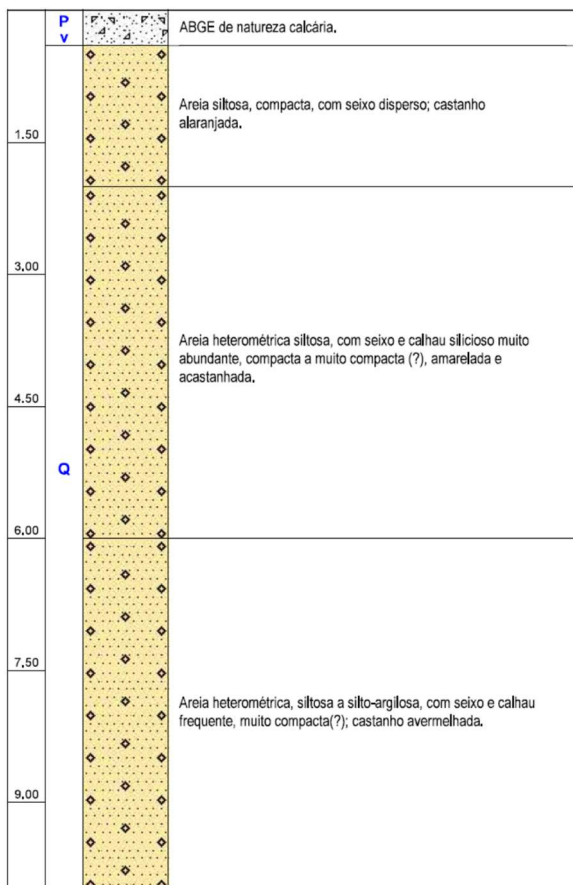 P
v
ABGE de natureza calcária.
Areia siltosa, compacta, com seixo disperso; castanho
alaranjada.
1.50
3,00
Areia heterométrica siltosa, com seixo e calhau silicioso muito
abundante, compacta a muito compacta (?), amarelada e
acastanhada.
4.50
Q
6,00
7,50
Areia heterométrica, siltosa a silto-argilosa, com seixo e calhau
frequente, muito compacta(?); castanho avermelhada.
9,00